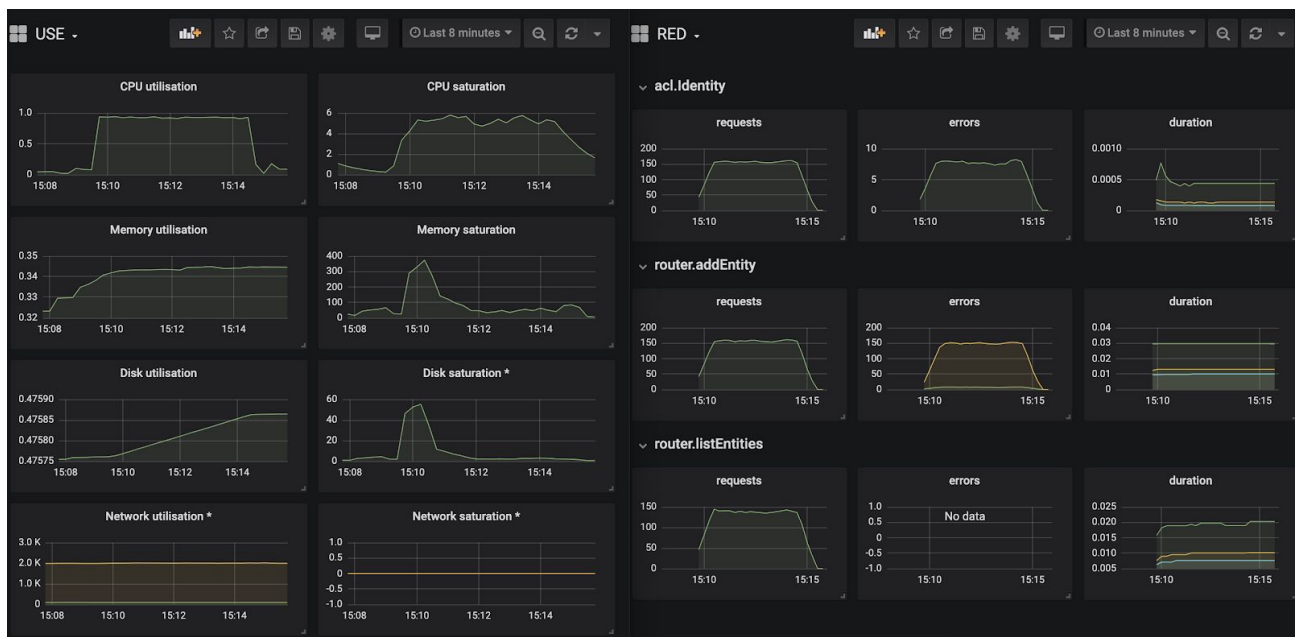 USE
Last 8 minutes
CPU utilisation
1.0
0.5
0
15:08 15:10 15:12 15:14
CPU saturation
6
4
2
0
15:08 15:10 15:12 15:14
Memory utilisation
0.35
0.34
0.33
0.32
15:08 15:10 15:12 15:14
Memory saturation
400
300
200
100
0
15:08 15:10 15:12 15:14
Disk utilisation
0.47590
0.47585
0.47580
0.47575
15:08 15:10 15:12 15:14
Disk saturation *
60
40
20
0
15:08 15:10 15:12 15:14
Network utilisation *
3.0 K
2.0 K
1.0 K
0
15:08 15:10 15:12 15:14
Network saturation *
1.0
0.5
0
-0.5
-1.0
15:08 15:10 15:12 15:14
RED
Last 8 minutes
acl.Identity
requests
200
150
100
50
0
15:10 15:15
errors
10
5
0
15:10 15:15
duration
0.0010
0.0005
0
15:10 15:15
router.addEntity
requests
200
150
100
50
0
15:10 15:15
errors
200
150
100
50
0
15:10 15:15
duration
0.04
0.03
0.02
0.01
0
15:10 15:15
router.listEntities
requests
150
100
50
0
15:10 15:15
errors
1.0
0.5
0
-0.5
-1.0
No data
15:10 15:15
duration
0.025
0.020
0.015
0.010
0.005
15:10 15:15